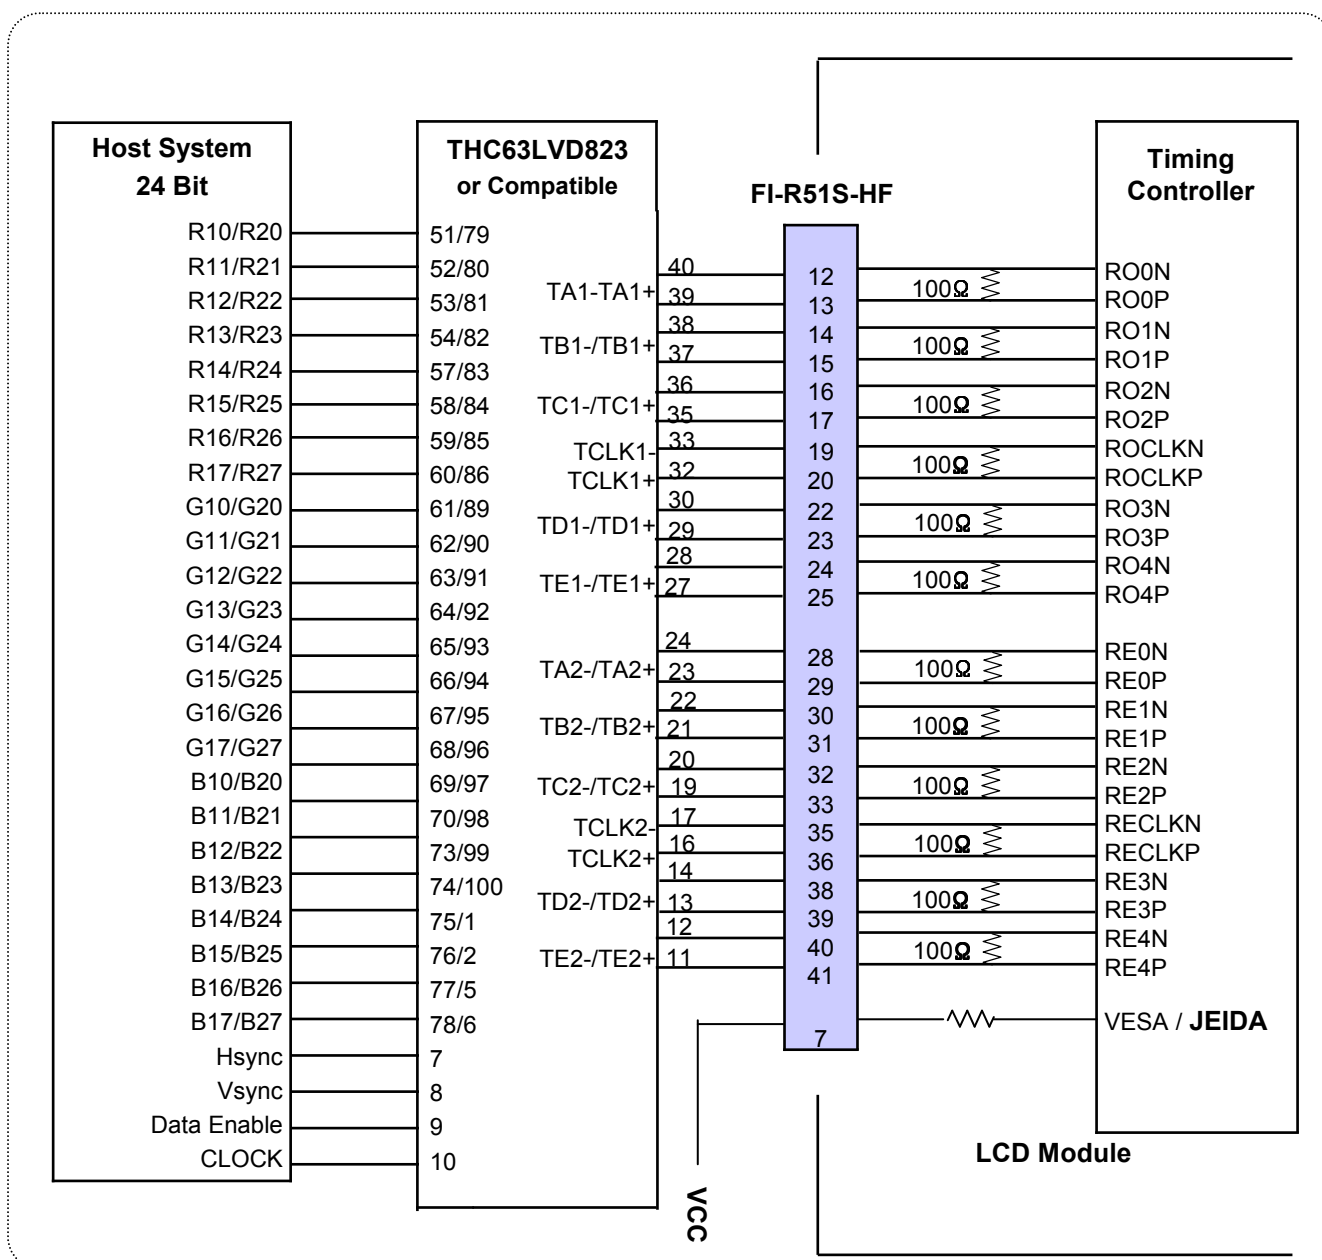 Host System
24 Bit
R10/R20
R11/R21
R12/R22
R13/R23
R14/R24
R15/R25
R16/R26
R17/R27
G10/G20
G11/G21
G12/G22
G13/G23
G14/G24
G15/G25
G16/G26
G17/G27
B10/B20
B11/B21
B12/B22
B13/B23
B14/B24
B15/B25
B16/B26
B17/B27
Hsync
Vsync
Data Enable
CLOCK
THC63LVD823
or Compatible
51/79
52/80
53/81
54/82
57/83
58/84
59/85
60/86
61/89
62/90
63/91
64/92
65/93
66/94
67/95
68/96
69/97
70/98
73/99
74/100
75/1
76/2
77/5
78/6
7
8
9
10
TA1-TA1+
TB1-/TB1+
TC1-/TC1+
TCLK1-
TCLK1+
TD1-/TD1+
TE1-/TE1+
TA2-/TA2+
TB2-/TB2+
TC2-/TC2+
TCLK2-
TCLK2+
TD2-/TD2+
TE2-/TE2+
40
39
38
37
36
35
33
32
30
29
28
27
24
23
22
21
20
19
17
16
14
13
12
11
VCC
FI-R51S-HF
12
13
14
15
16
17
19
20
22
23
24
25
28
29
30
31
32
33
35
36
38
39
40
41
7
100Ω
100Ω
100Ω
100Ω
100Ω
100Ω
100Ω
100Ω
100Ω
100Ω
100Ω
100Ω
Timing
Controller
RO0N
RO0P
RO1N
RO1P
RO2N
RO2P
ROCLKN
ROCLKP
RO3N
RO3P
RO4N
RO4P
RE0N
RE0P
RE1N
RE1P
RE2N
RE2P
RECLKN
RECLKP
RE3N
RE3P
RE4N
RE4P
VESA / JEIDA
LCD Module